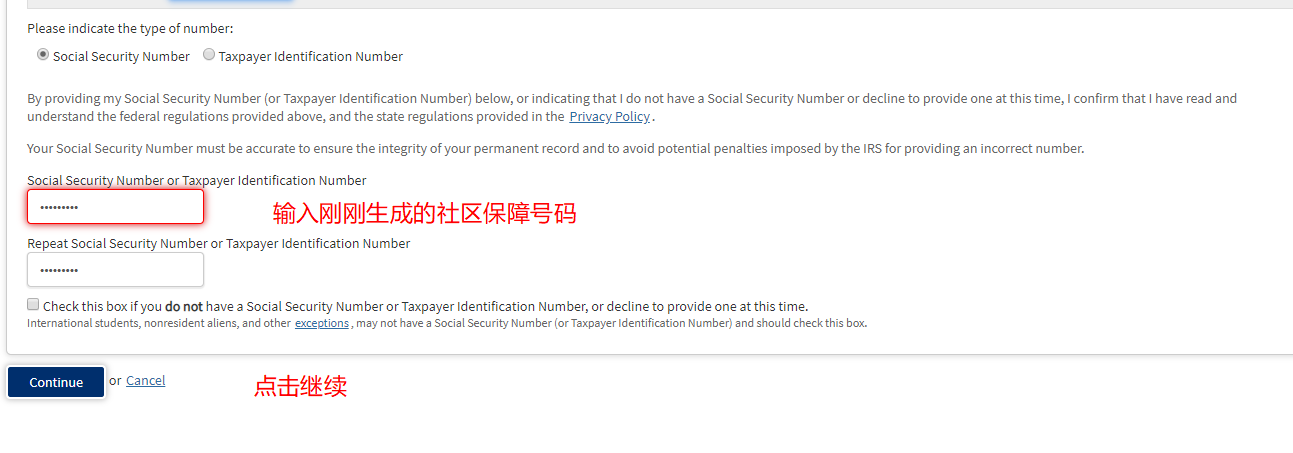 Please indicate the type of number:
Social Security Number Taxpayer Identification Number
By providing my Social Security Number (or Taxpayer Identification Number) below, or indicating that I do not have a Social Security Number or decline to provide one at this time, I confirm that I have read and
understand the federal regulations provided above, and the state regulations provided in the Privacy Policy.
Your Social Security Number must be accurate to ensure the integrity of your permanent record and to avoid potential penalties imposed by the IRS for providing an incorrect number.
Social Security Number or Taxpayer Identification Number
•••••••••
输入刚刚生成的社区保障号码
Repeat Social Security Number or Taxpayer Identification Number
•••••••••
Check this box if you do not have a Social Security Number or Taxpayer Identification Number, or decline to provide one at this time.
International students, nonresident aliens, and other exceptions, may not have a Social Security Number (or Taxpayer Identification Number) and should check this box.
Continue or Cancel
点击继续